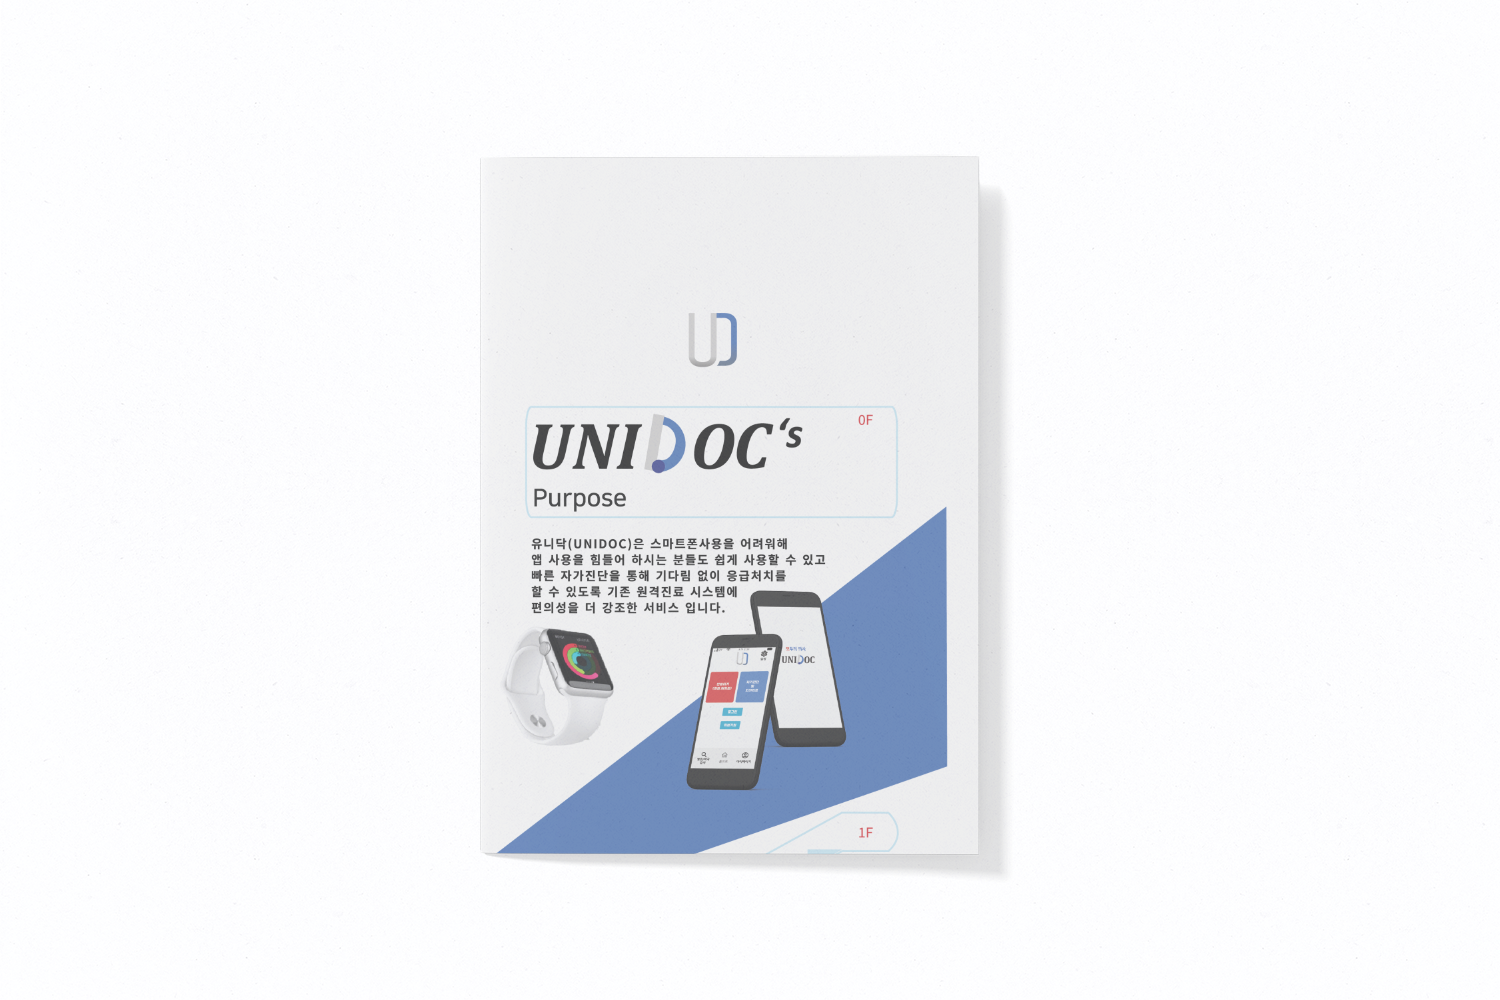 UD
UNIDOC‘s
0F
Purpose
유니닥(UNIDOC)은 스마트폰사용을 어려워해
앱 사용을 힘들어 하시는 분들도 쉽게 사용할 수 있고
빠른 자가진단을 통해 기다림 없이 응급처치를
할 수 있도록 기존 원격진료 시스템에
편의성을 더 강조한 서비스 입니다.
UD
UNIDOC
1F